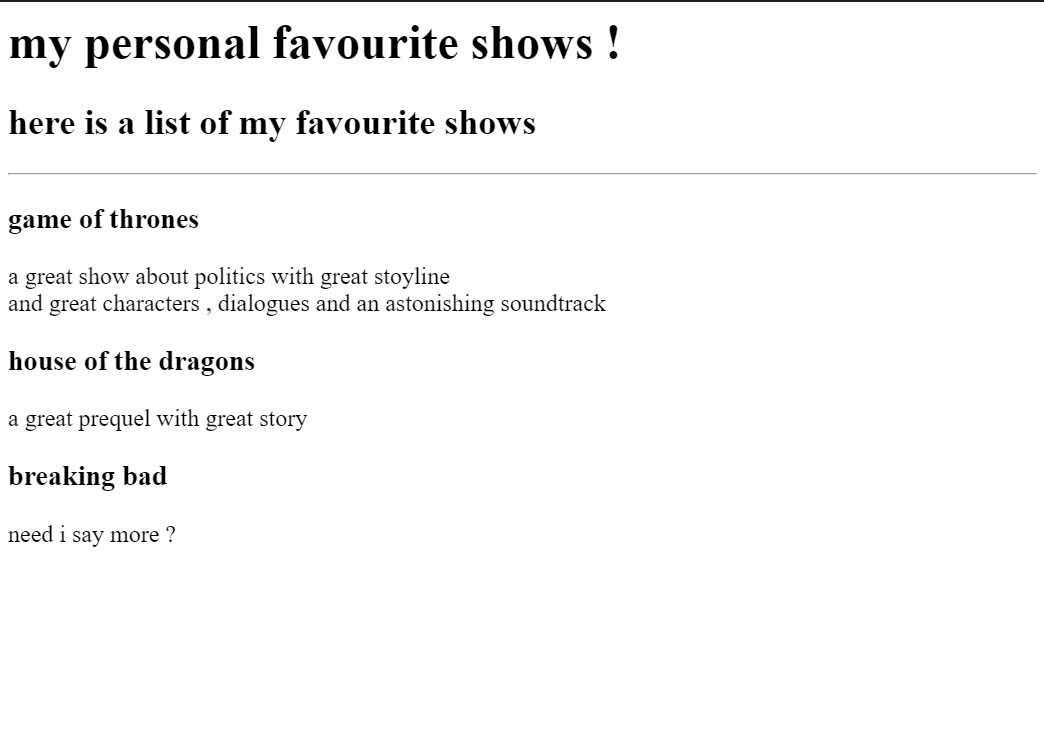 my personal favourite shows !
here is a list of my favourite shows
game of thrones
a great show about politics with great stoyline
and great characters , dialogues and an astonishing soundtrack
house of the dragons
a great prequel with great story
breaking bad
need i say more ?